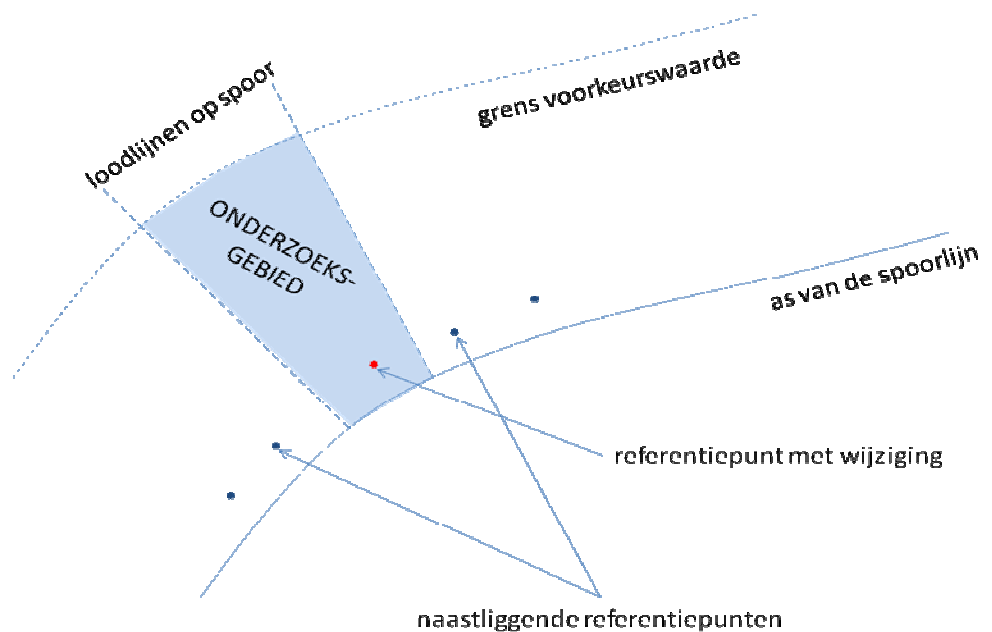 loodlijnen op spoor
grens voorkeurswaarde
ONDERZOEKS-
GEBIED
as van de spoorlijn
referentiepunt met wijziging
naastliggende referentiepunten